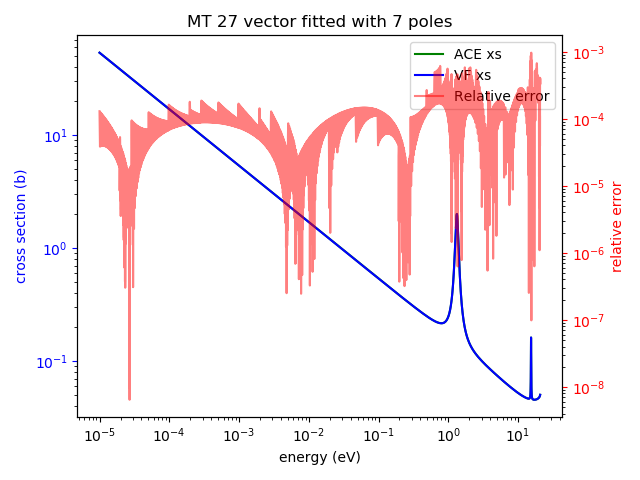 MT 27 vector fitted with 7 poles
ACE xs
VF xs
Relative error
cross section (b)
10¹
10⁰
10⁻¹
relative error
10⁻³
10⁻⁴
10⁻⁵
10⁻⁶
10⁻⁷
10⁻⁸
10⁻⁵ 10⁻⁴ 10⁻³ 10⁻² 10⁻¹ 10⁰ 10¹
energy (eV)